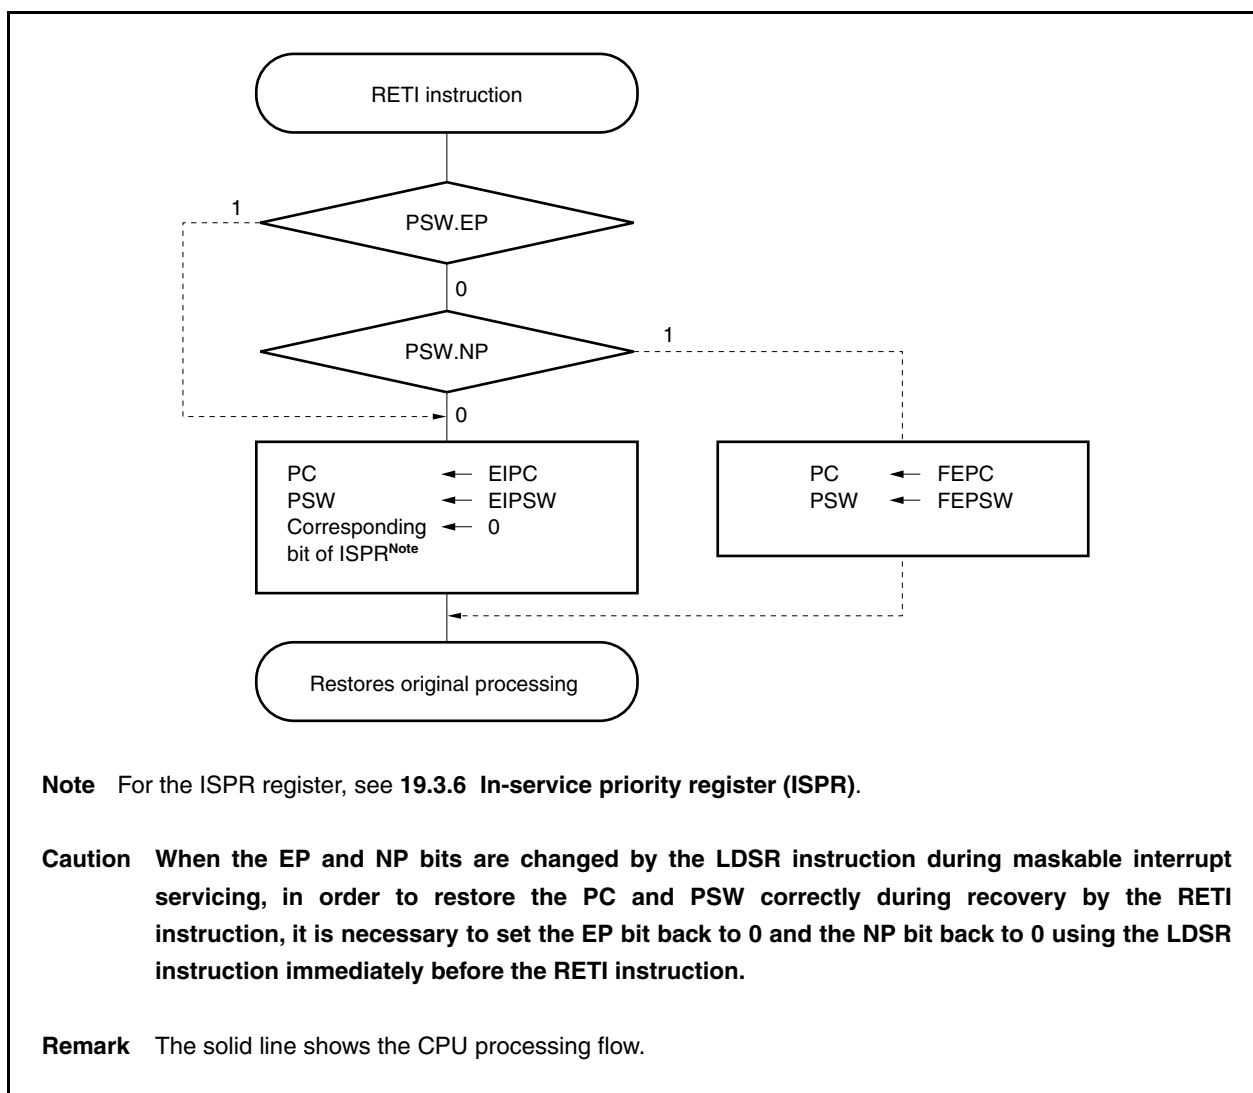 RETI instruction
1
PSW.EP
0
1
PSW.NP
0
PC ← EIPC
PSW ← EIPSW
Corresponding ← 0
bit of ISPRNote
PC ← FEPC
PSW ← FEPSW
Restores original processing
Note For the ISPR register, see 19.3.6 In-service priority register (ISPR).
Caution When the EP and NP bits are changed by the LDSR instruction during maskable interrupt
servicing, in order to restore the PC and PSW correctly during recovery by the RETI
instruction, it is necessary to set the EP bit back to 0 and the NP bit back to 0 using the LDSR
instruction immediately before the RETI instruction.
Remark The solid line shows the CPU processing flow.